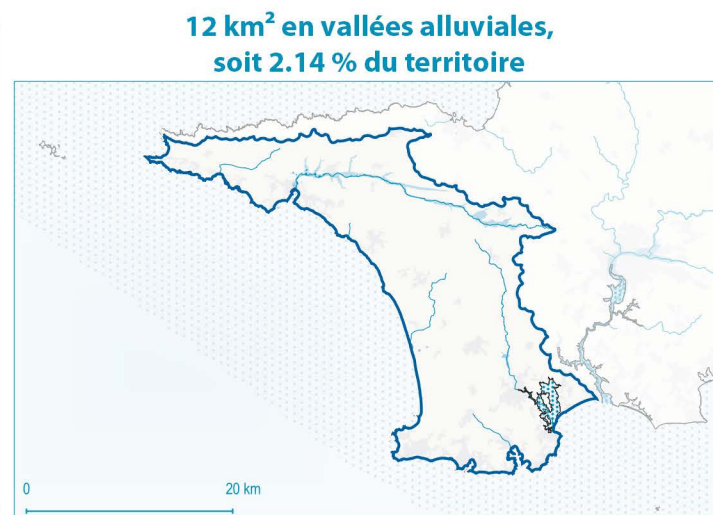 12 km² en vallées alluviales,
soit 2.14 % du territoire
0 20 km